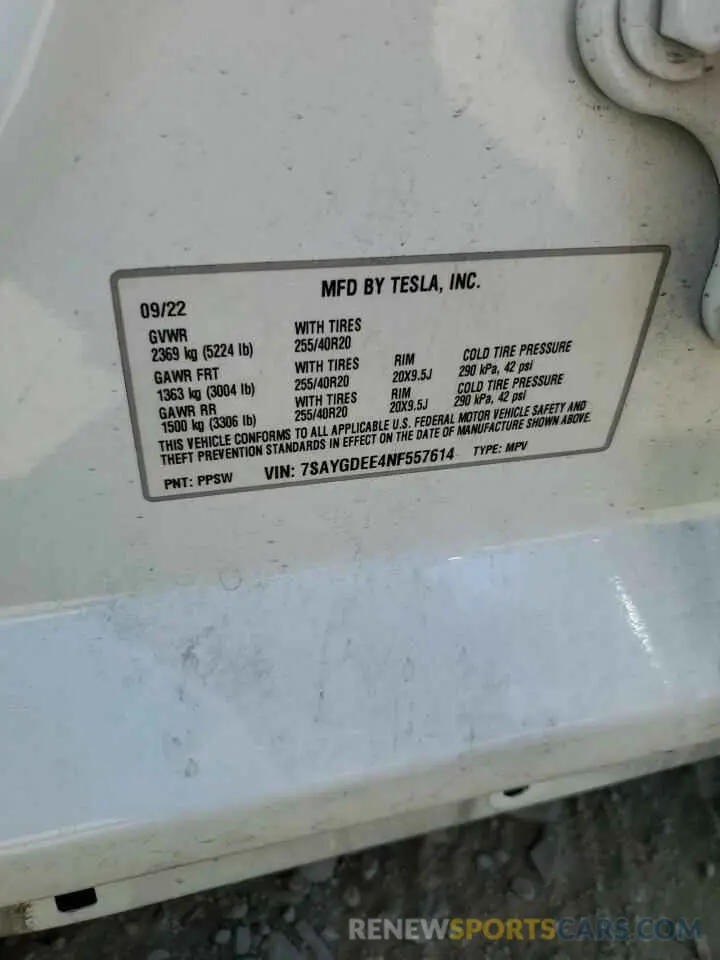 MFD BY TESLA, INC.
09/22
GVWR WITH TIRES
2369 kg (5224 lb) 255/40R20
GAWR FRT WITH TIRES RIM COLD TIRE PRESSURE
1363 kg (3004 lb) 255/40R20 20X9.5J 290 kPa, 42 psi
GAWR RR WITH TIRES RIM COLD TIRE PRESSURE
1500 kg (3306 lb) 255/40R20 20X9.5J 290 kPa, 42 psi
THIS VEHICLE CONFORMS TO ALL APPLICABLE U.S. FEDERAL MOTOR VEHICLE SAFETY AND
THEFT PREVENTION STANDARDS IN EFFECT ON THE DATE OF MANUFACTURE SHOWN ABOVE.
PNT: PPSW VIN: 7SAYGDEE4NF557614 TYPE: MPV
RENEWSPORTSCARS.COM